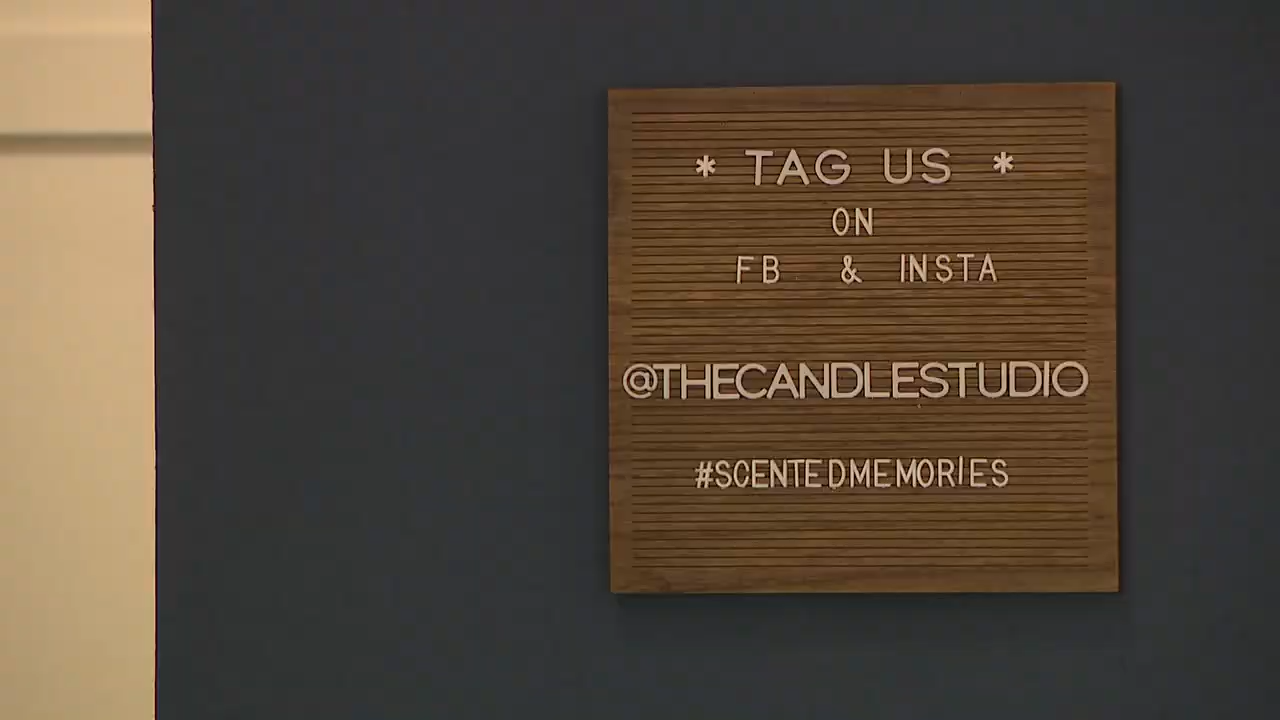 * TAG US *
ON
FB & INSTA
@THECANDLESTUDIO
#SCENTEDMEMORIES